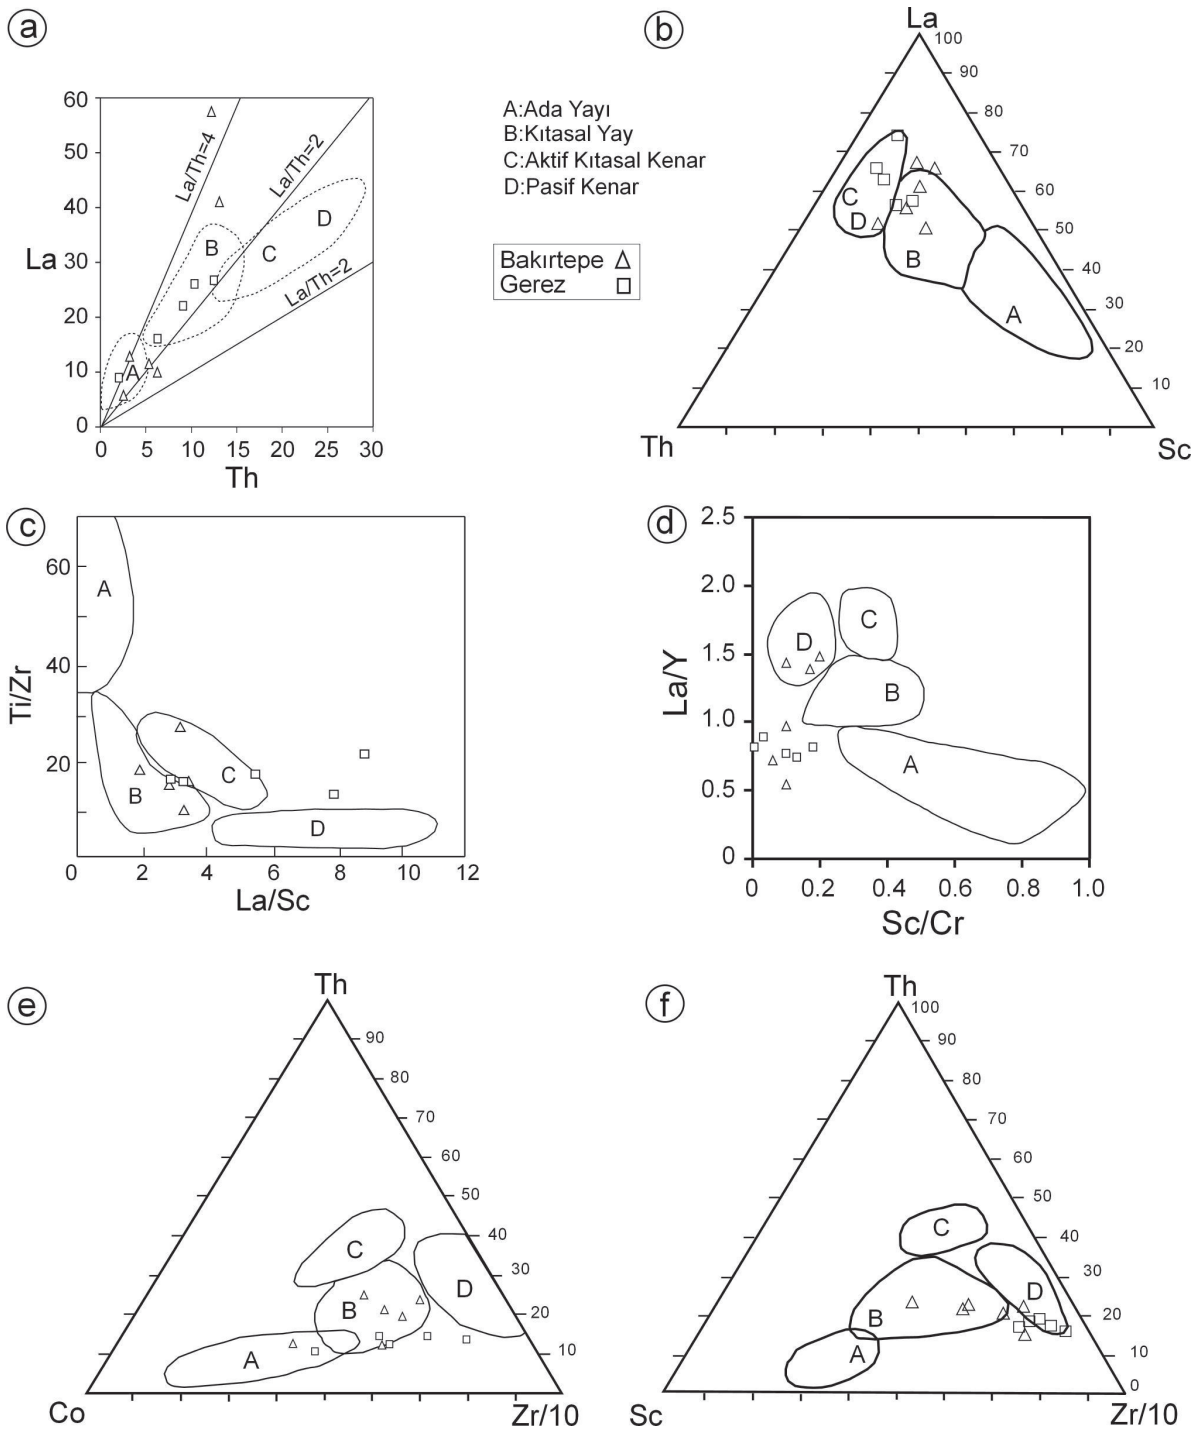 a
60
50
40
30
20
10
0
La
0 5 10 15 20 25 30
Th
La/Th=4
La/Th=2
La/Th=2
A
B
C
D
A:Ada Yayı
B:Kıtasal Yay
C:Aktif Kıtasal Kenar
D:Pasif Kenar
Bakırtepe
Gerez
b
La
100
90
80
70
60
50
40
30
20
10
C
D
B
A
Th
Sc
c
60
40
20
0
Ti/Zr
A
B
C
D
0 2 4 6 8 10 12
La/Sc
d
2.5
2.0
1.5
1.0
0.5
0
La/Y
D
C
B
A
0 0.2 0.4 0.6 0.8 1.0
Sc/Cr
e
Th
90
80
70
60
50
40
30
20
10
C
D
B
A
Co
Zr/10
f
Th
100
90
80
70
60
50
40
30
20
10
0
C
D
B
A
Sc
Zr/10